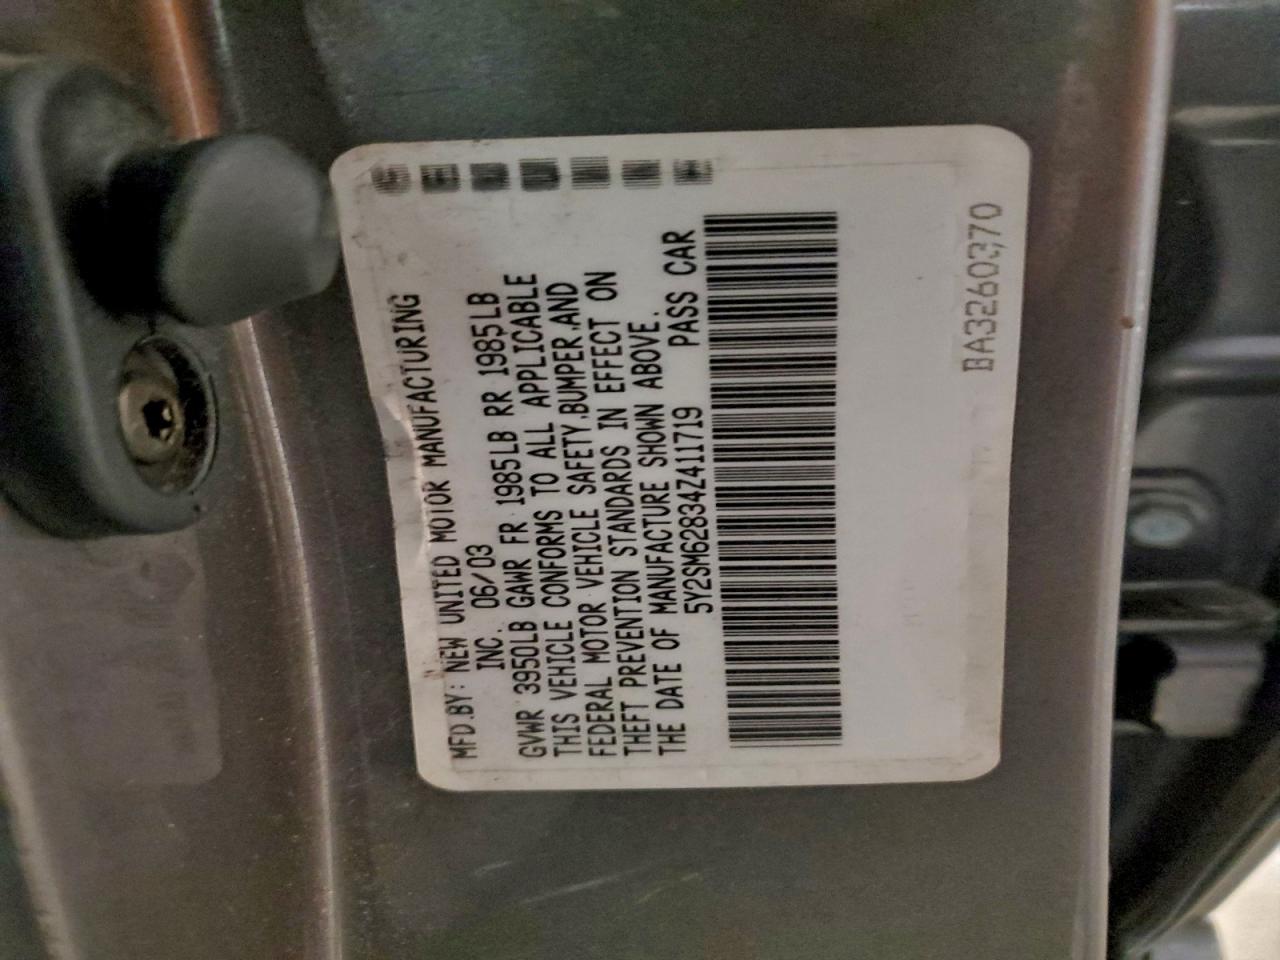 MFD.BY: NEW UNITED MOTOR MANUFACTURING
INC. 06/03
GVWR 3950LB GAWR FR 1985LB RR 1985LB
THIS VEHICLE CONFORMS TO ALL APPLICABLE
FEDERAL MOTOR VEHICLE SAFETY,BUMPER,AND
THEFT PREVENTION STANDARDS IN EFFECT ON
THE DATE OF MANUFACTURE SHOWN ABOVE.
5Y2SM62834Z411719 PASS CAR
BA3260370